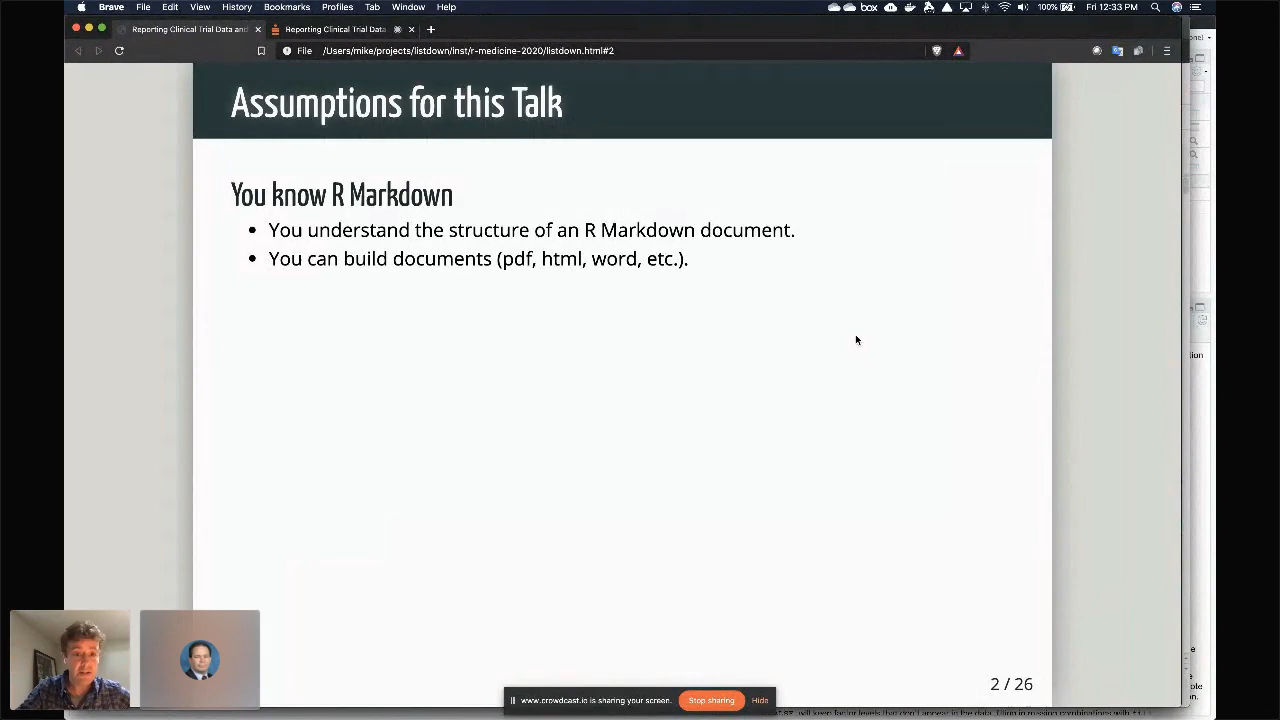 Brave File Edit View History Bookmarks Profiles Tab Window Help box 100% Fri 12:33 PM
Reporting Clinical Trial Data and Reporting Clinical Trial Data
File /Users/mike/projects/listdown/inst/r-medicine-2020/listdown.html#2
Assumptions for this Talk
You know R Markdown
• You understand the structure of an R Markdown document.
• You can build documents (pdf, html, word, etc.).
2 / 26
www.crowdcast.io is sharing your screen. Stop sharing Hide